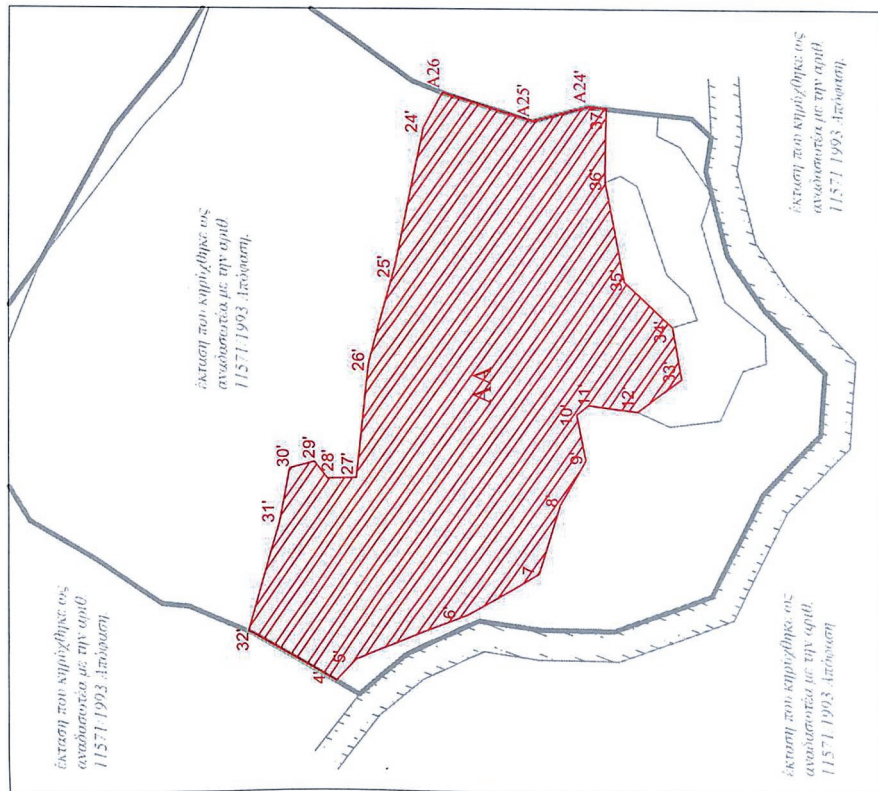 έκταση που κηρύχθηκε ως
αναδασωτέα με την αριθ.
11571/1993 Απόφαση.
έκταση που κηρύχθηκε ως
αναδασωτέα με την αριθ.
11571/1993 Απόφαση.
έκταση που κηρύχθηκε ως
αναδασωτέα με την αριθ.
11571/1993 Απόφαση
έκταση που κηρύχθηκε ως
αναδασωτέα με την αριθ.
11571/1993 Απόφαση.
ΑΑ
A26
A25'
A24'
24'
25'
26'
27'
28'
29'
30'
31'
32'
4'
5'
6'
7
8'
9'
10'
11'
12'
33'
34'
35'
36'
37'